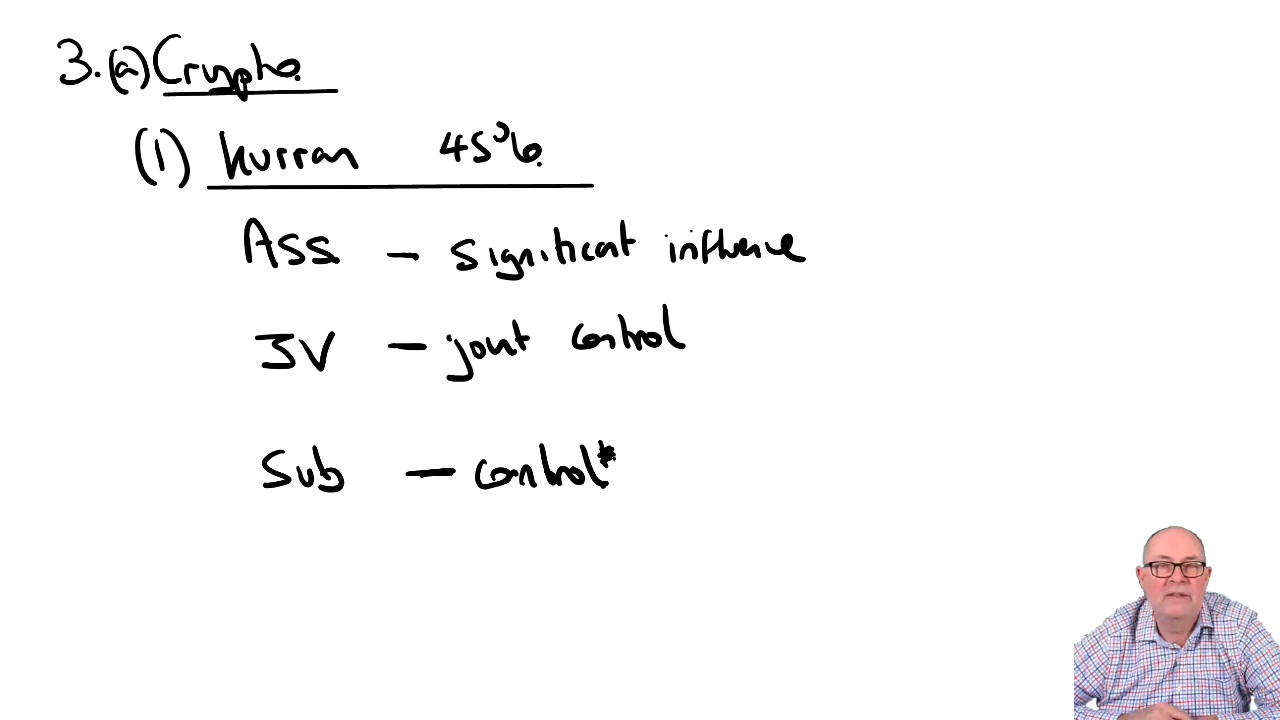 3. (a) Crypto
(1) Kurran 45%
Ass – significant influence
JV – joint control
Sub – control*